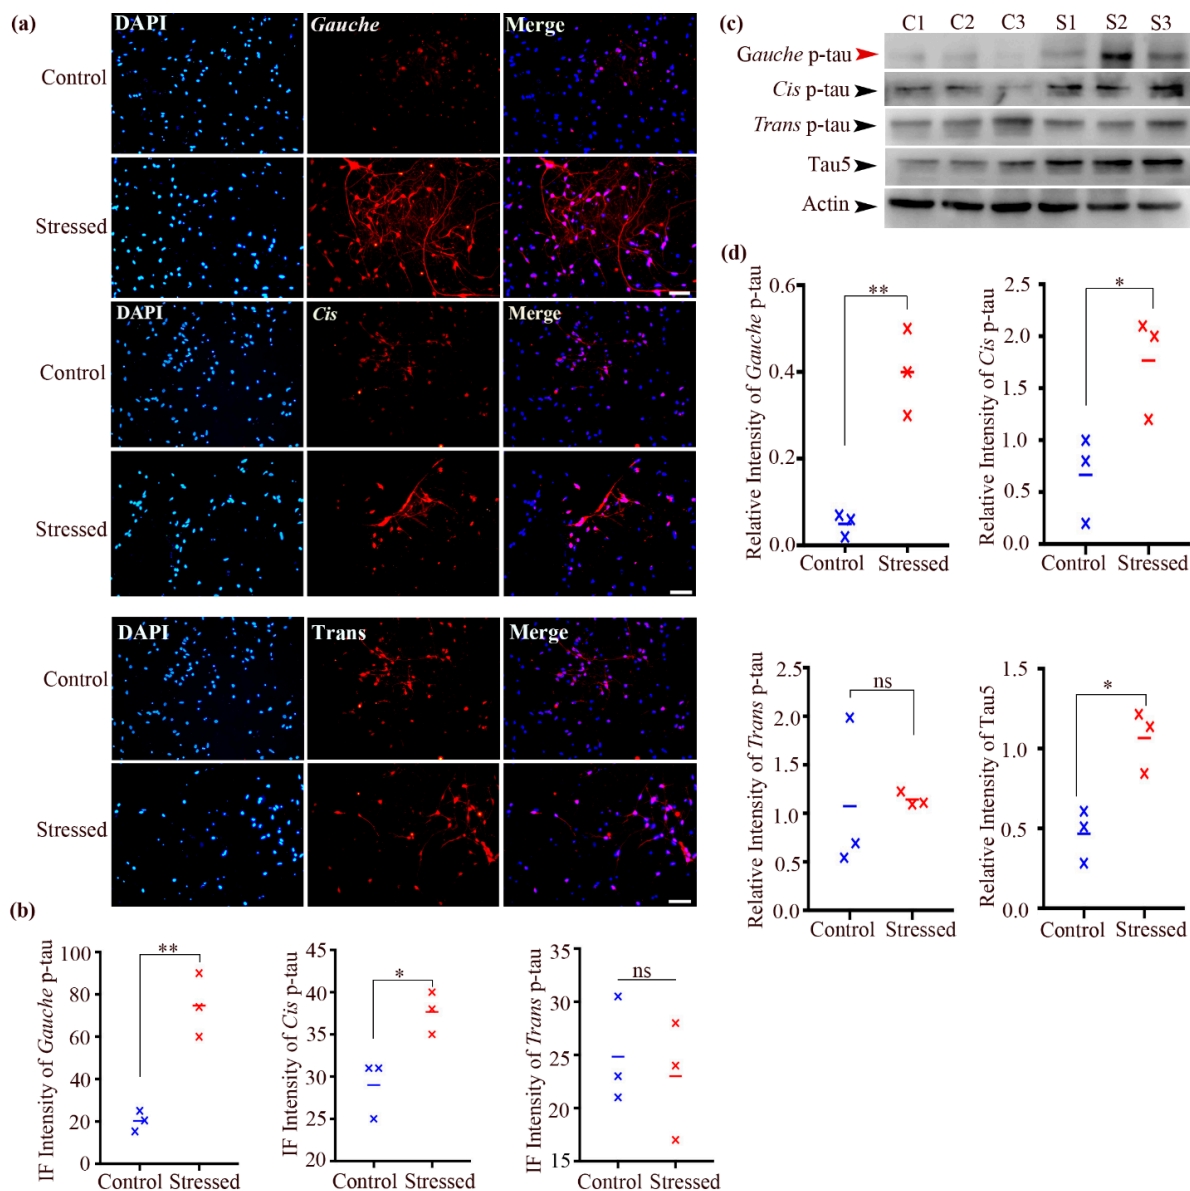 (a)
DAPI Gauche Merge
Control
Stressed
DAPI Cis Merge
Control
Stressed
DAPI Trans Merge
Control
Stressed
(b)
IF Intensity of Gauche p-tau
100
80
60
40
20
0
**
Control Stressed
IF Intensity of Cis p-tau
45
40
35
30
25
20
*
Control Stressed
IF Intensity of Trans p-tau
35
30
25
20
15
ns
Control Stressed
(c)
C1 C2 C3 S1 S2 S3
Gauche p-tau
Cis p-tau
Trans p-tau
Tau5
Actin
(d)
Relative Intensity of Gauche p-tau
0.6
0.4
0.2
0.0
**
Control Stressed
Relative Intensity of Cis p-tau
2.5
2.0
1.5
1.0
0.5
0.0
*
Control Stressed
Relative Intensity of Trans p-tau
2.5
2.0
1.5
1.0
0.5
0.0
ns
Control Stressed
Relative Intensity of Tau5
1.5
1.0
0.5
0.0
*
Control Stressed